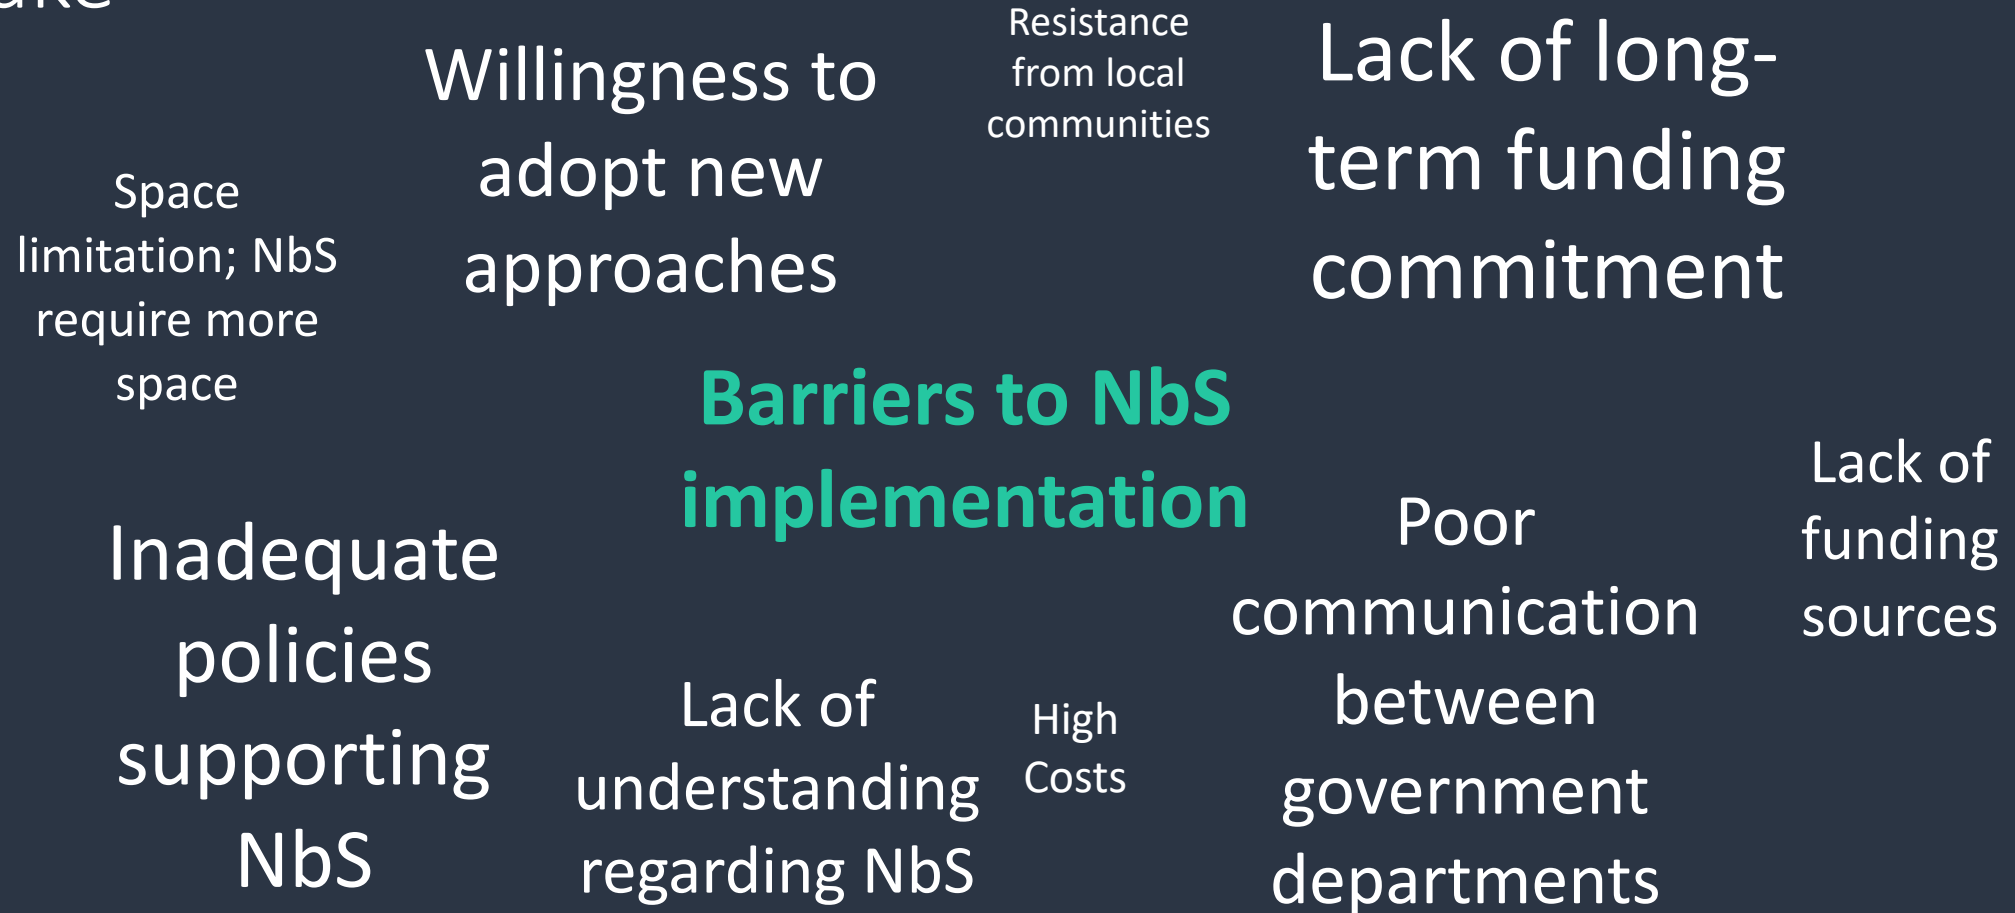 Resistance
from local
communities
Willingness to
adopt new
approaches
Lack of long-
term funding
commitment
Space
limitation; NbS
require more
space
Barriers to NbS
implementation
Lack of
funding
sources
Inadequate
policies
supporting
NbS
Poor
communication
between
government
departments
Lack of
understanding
regarding NbS
High
Costs